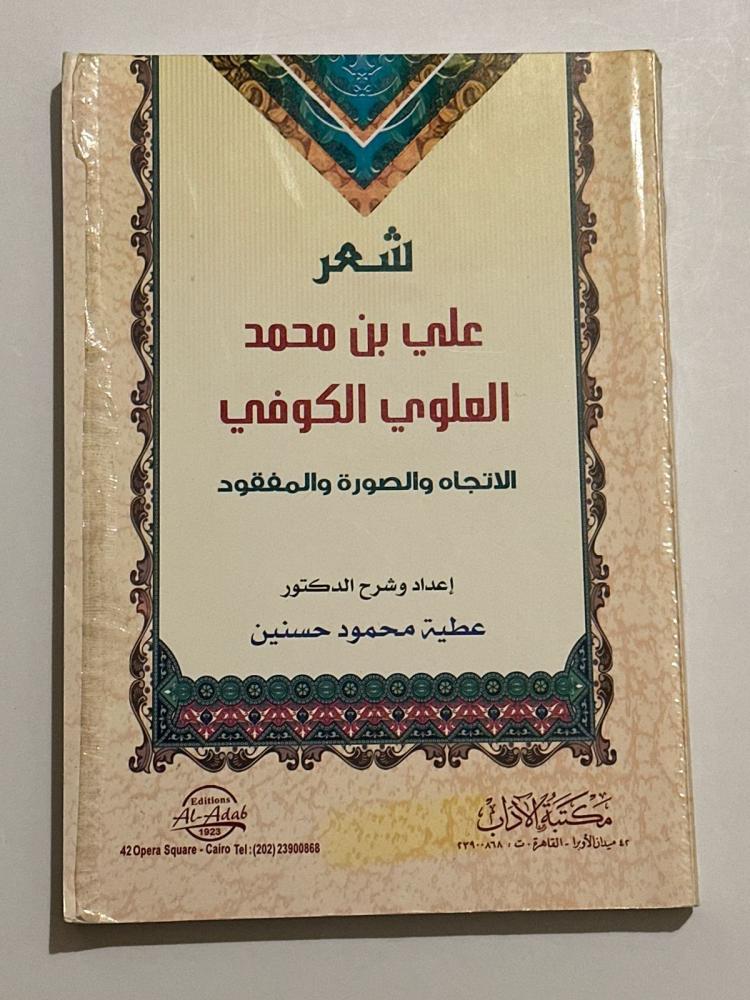 شعر
علي بن محمد
العلوي الكوفي
الاتجاه والصورة والمفقود
إعداد وشرح الدكتور
عطية محمود حسنين
مكتبة الآداب
٤٢ ميدان الأوبرا - القاهرة - ت : ٢٣٩٠٠٨٦٨
Editions
Al-Adab
1923
42 Opera Square - Cairo Tel : (202) 23900868